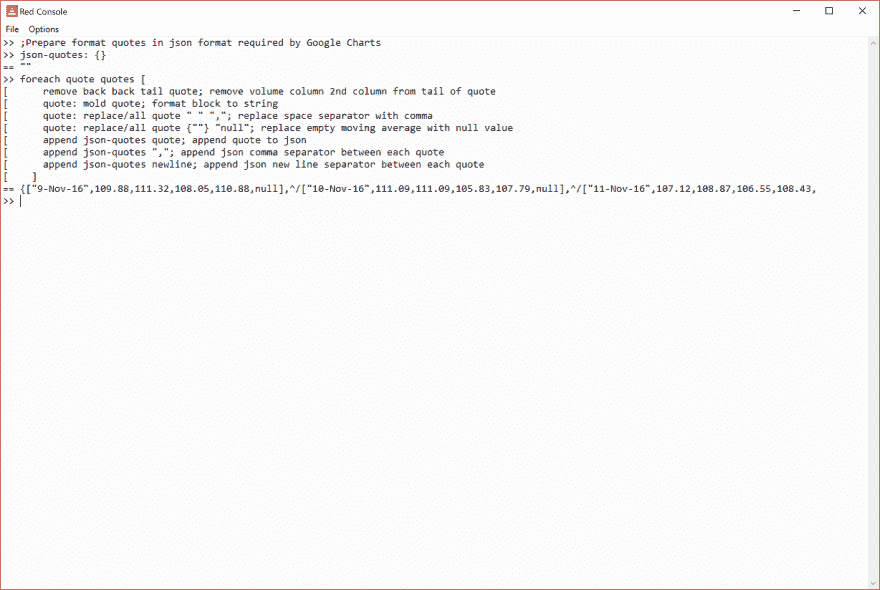 Red Console
File Options
>> ;Prepare format quotes in json format required by Google Charts
>> json-quotes: {}
== ""
>> foreach quote quotes [
[ remove back back tail quote; remove volume column 2nd column from tail of quote
[ quote: mold quote; format block to string
[ quote: replace/all quote " " ","; replace space separator with comma
[ quote: replace/all quote {""} "null"; replace empty moving average with null value
[ append json-quotes quote; append quote to json
[ append json-quotes ","; append json comma separator between each quote
[ append json-quotes newline; append json new line separator between each quote
[ ]
== {["9-Nov-16",109.88,111.32,108.05,110.88,null],^/["10-Nov-16",111.09,111.09,105.83,107.79,null],^/["11-Nov-16",107.12,108.87,106.55,108.43,
>>